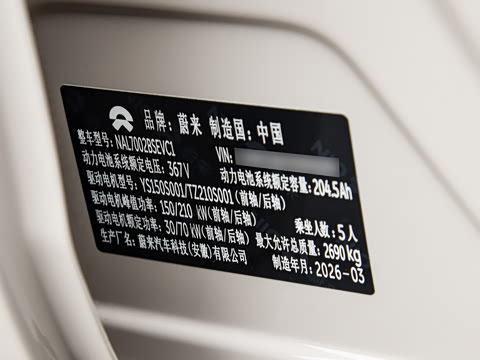 品牌：蔚来 制造国：中国
整车型号：NAL7002BSEVC1 VIN:
动力电池系统额定电压：367V 动力电池系统额定容量：204.5Ah
驱动电机型号：YS150S001/TZ210S001（前轴/后轴）
驱动电机峰值功率：150/210 kW（前轴/后轴） 乘坐人数：5人
驱动电机额定功率：50/70 kW（前轴/后轴） 最大允许总质量：2690kg
生产厂名：蔚来汽车科技（安徽）有限公司 制造年月：2026-03